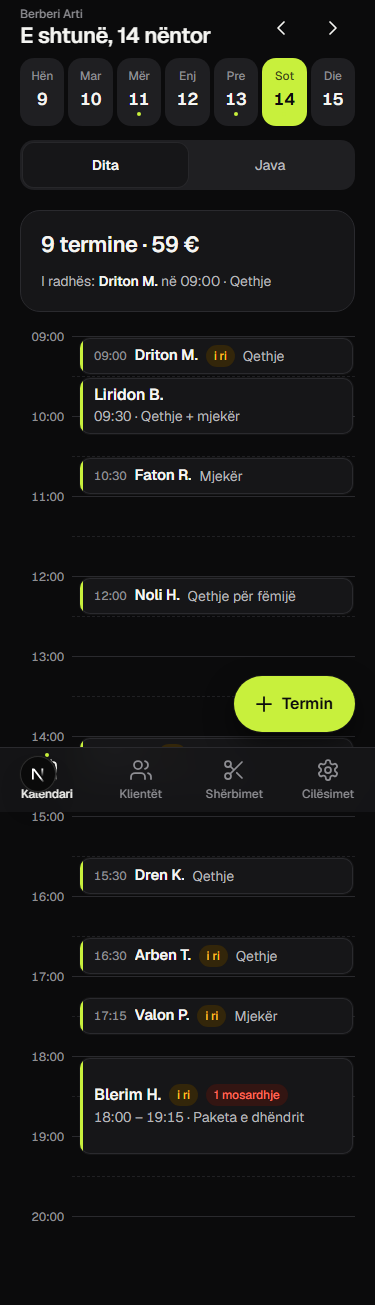 Berberi Arti
E shtunë, 14 nëntor
Hën Mar Mër Enj Pre Sot Die
9 10 11 12 13 14 15
Dita Java
9 termine · 59 €
I radhës: Driton M. në 09:00 · Qethje
09:00
09:00 Driton M. i ri Qethje
Liridon B.
09:30 · Qethje + mjekër
10:00
10:30 Faton R. Mjekër
11:00
12:00
12:00 Noli H. Qethje për fëmijë
13:00
+ Termin
14:00
N
Kalendari Klientët Shërbimet Cilësimet
15:00
15:30 Dren K. Qethje
16:00
16:30 Arben T. i ri Qethje
17:00
17:15 Valon P. i ri Mjekër
18:00
Blerim H. i ri 1 mosardhje
18:00 – 19:15 · Paketa e dhëndrit
19:00
20:00